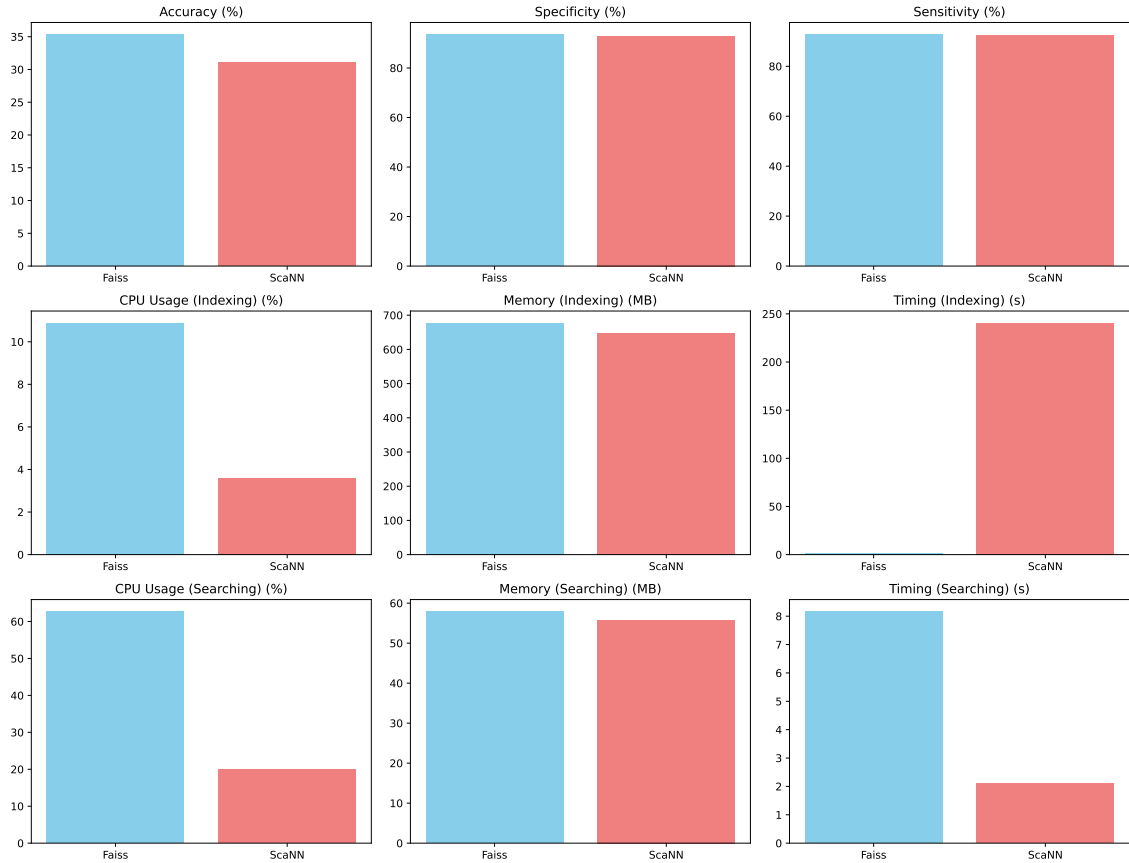 Accuracy (%)
35
30
25
20
15
10
5
0
Faiss
ScaNN
Specificity (%)
80
60
40
20
0
Faiss
ScaNN
Sensitivity (%)
80
60
40
20
0
Faiss
ScaNN
CPU Usage (Indexing) (%)
10
8
6
4
2
0
Faiss
ScaNN
Memory (Indexing) (MB)
700
600
500
400
300
200
100
0
Faiss
ScaNN
Timing (Indexing) (s)
250
200
150
100
50
0
Faiss
ScaNN
CPU Usage (Searching) (%)
60
50
40
30
20
10
0
Faiss
ScaNN
Memory (Searching) (MB)
60
50
40
30
20
10
0
Faiss
ScaNN
Timing (Searching) (s)
8
7
6
5
4
3
2
1
0
Faiss
ScaNN